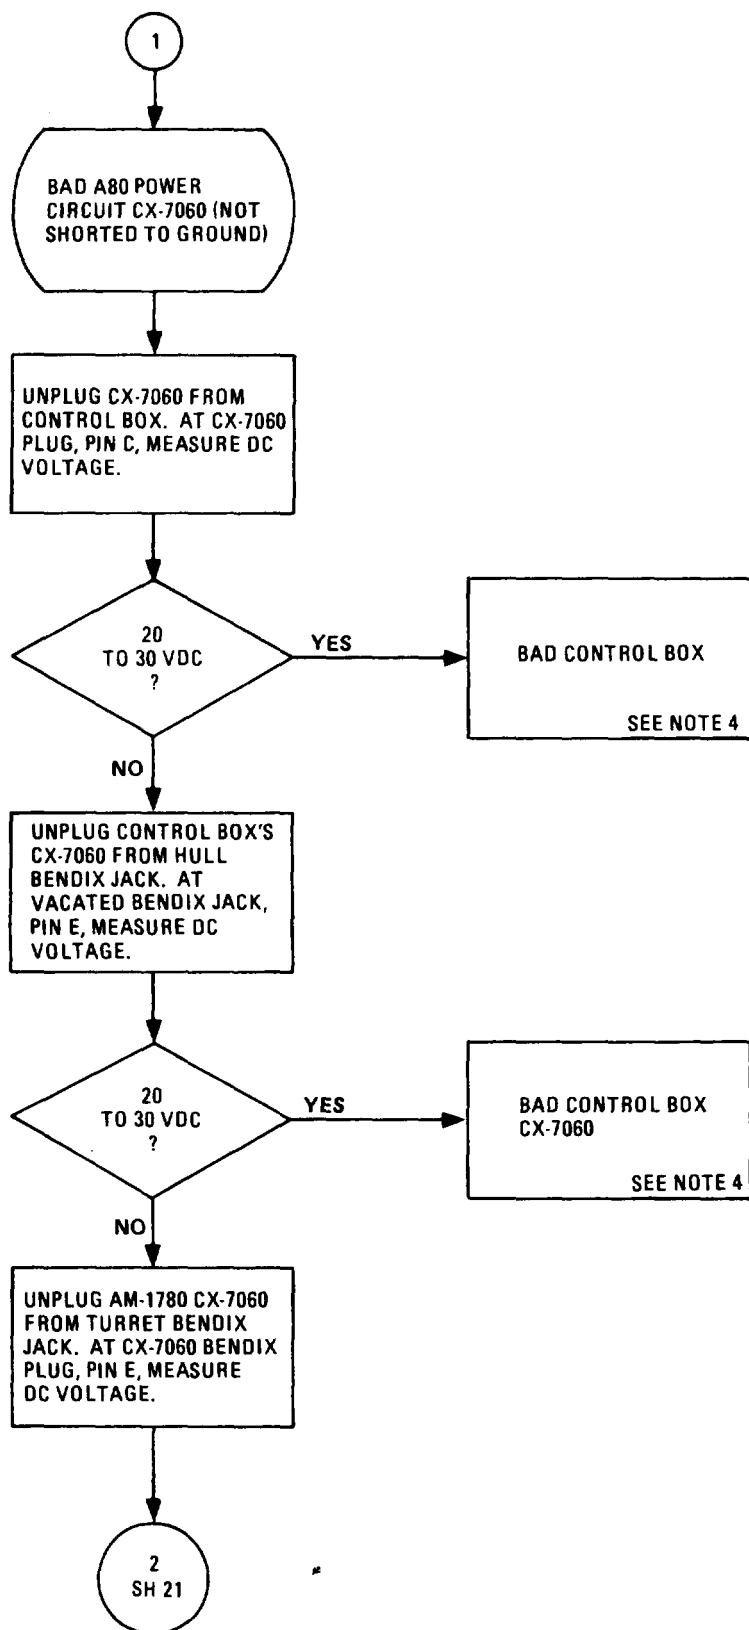 1
BAD A80 POWER
CIRCUIT CX-7060 (NOT
SHORTED TO GROUND)
UNPLUG CX-7060 FROM
CONTROL BOX. AT CX-7060
PLUG, PIN C, MEASURE DC
VOLTAGE.
20
TO 30 VDC
?
YES
BAD CONTROL BOX
SEE NOTE 4
NO
UNPLUG CONTROL BOX'S
CX-7060 FROM HULL
BENDIX JACK. AT
VACATED BENDIX JACK,
PIN E, MEASURE DC
VOLTAGE.
20
TO 30 VDC
?
YES
BAD CONTROL BOX
CX-7060
SEE NOTE 4
NO
UNPLUG AM-1780 CX-7060
FROM TURRET BENDIX
JACK. AT CX-7060 BENDIX
PLUG, PIN E, MEASURE
DC VOLTAGE.
2
SH 21